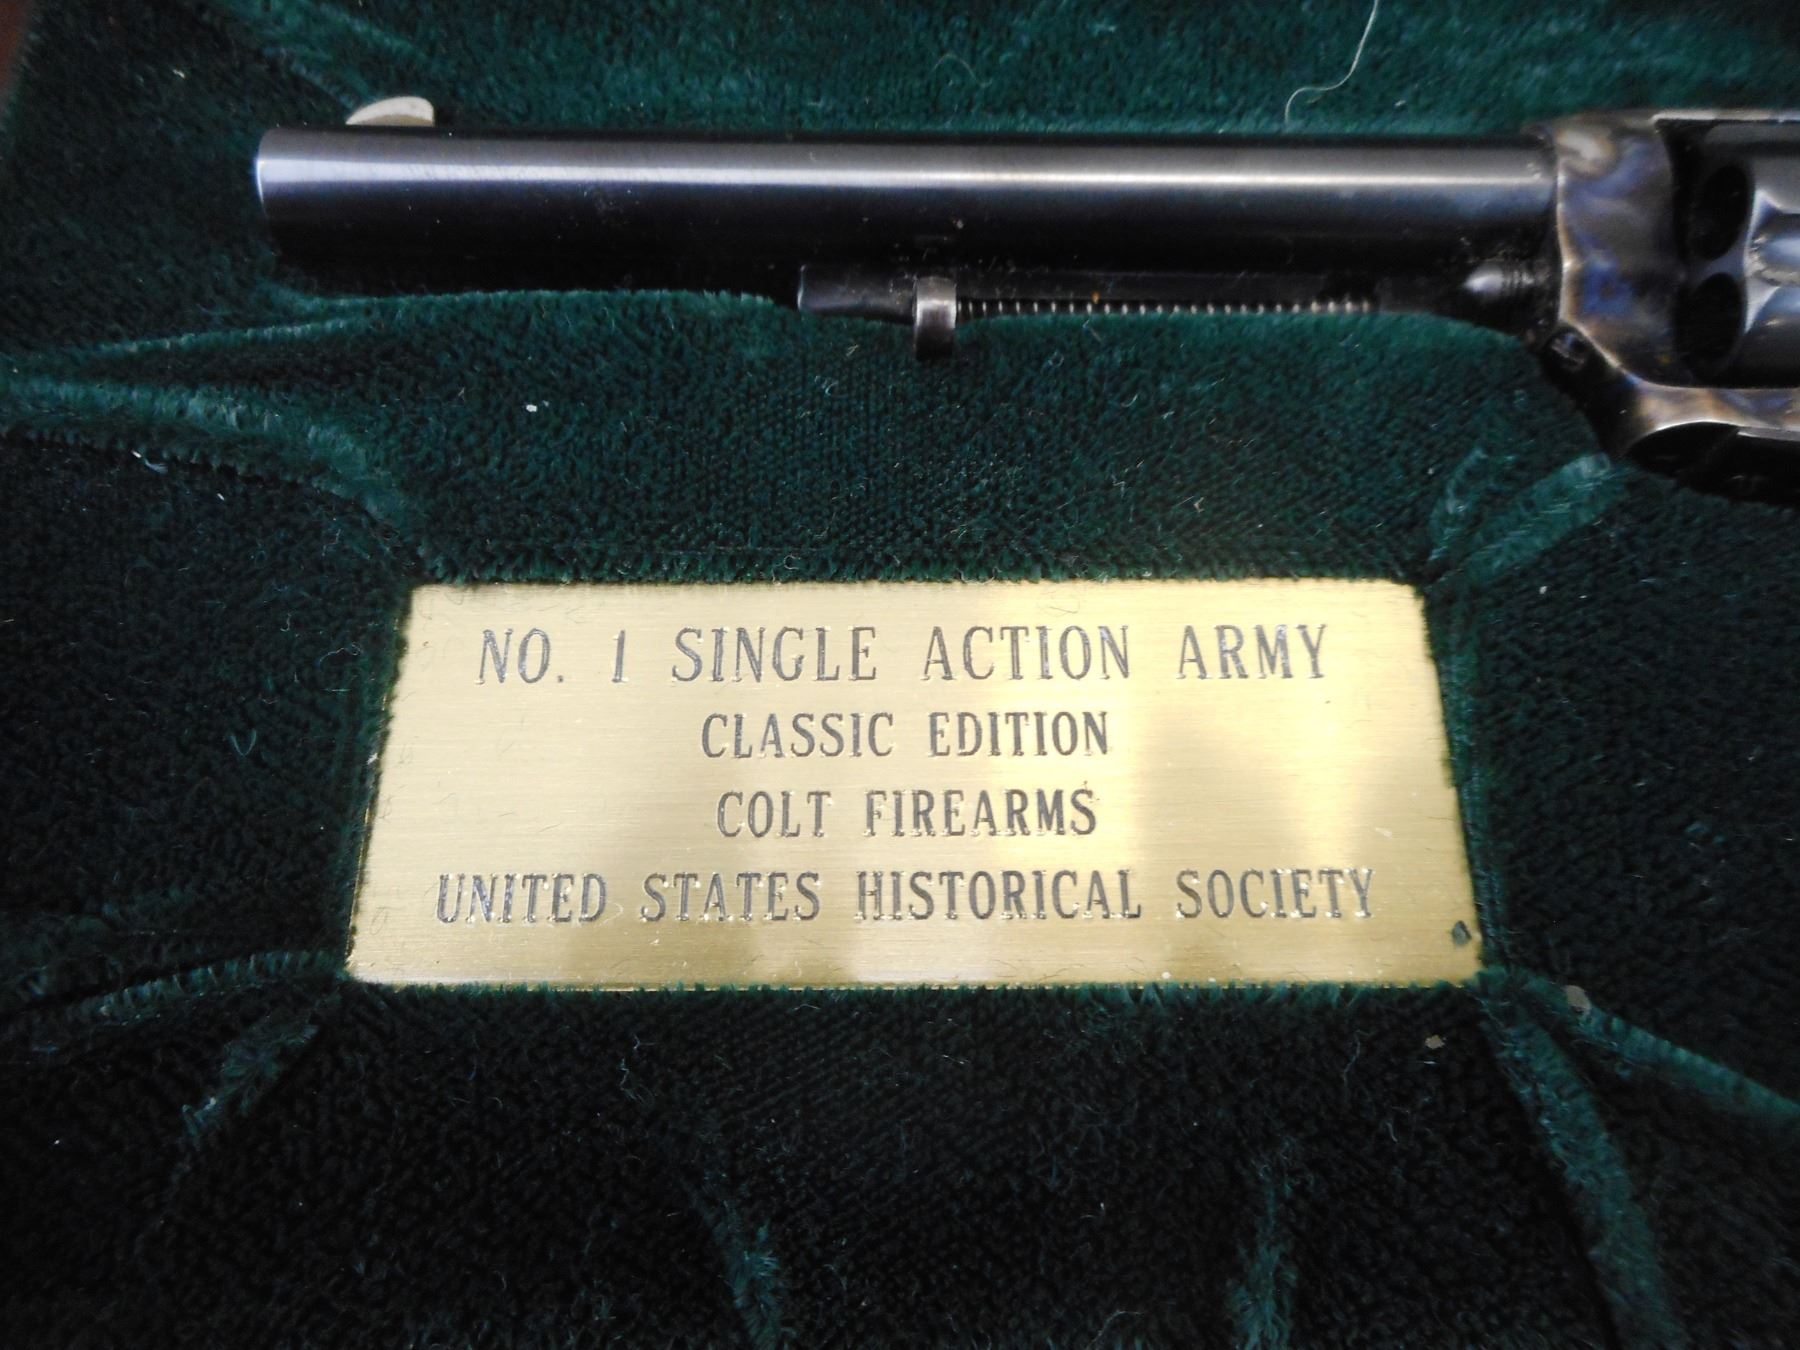 NO. 1 SINGLE ACTION ARMY
CLASSIC EDITION
COLT FIREARMS
UNITED STATES HISTORICAL SOCIETY